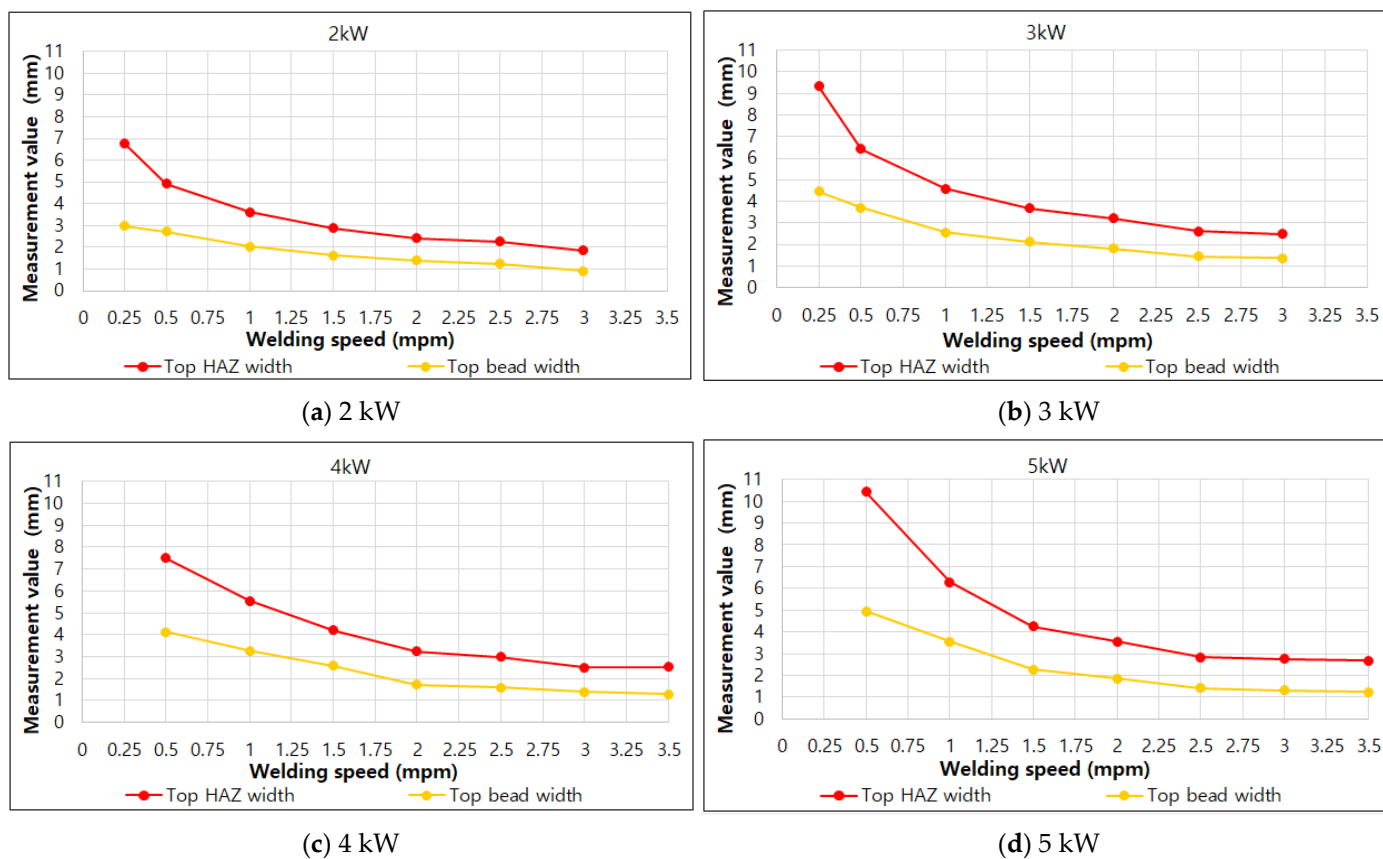 2kW
Measurement value (mm)
11
10
9
8
7
6
5
4
3
2
1
0
0 0.25 0.5 0.75 1 1.25 1.5 1.75 2 2.25 2.5 2.75 3 3.25 3.5
Welding speed (mpm)
Top HAZ width Top bead width
(a) 2 kW
3kW
Measurement value (mm)
11
10
9
8
7
6
5
4
3
2
1
0
0 0.25 0.5 0.75 1 1.25 1.5 1.75 2 2.25 2.5 2.75 3 3.25 3.5
Welding speed (mpm)
Top HAZ width Top bead width
(b) 3 kW
4kW
Measurement value (mm)
11
10
9
8
7
6
5
4
3
2
1
0
0 0.25 0.5 0.75 1 1.25 1.5 1.75 2 2.25 2.5 2.75 3 3.25 3.5
Welding speed (mpm)
Top HAZ width Top bead width
(c) 4 kW
5kW
Measurement value (mm)
11
10
9
8
7
6
5
4
3
2
1
0
0 0.25 0.5 0.75 1 1.25 1.5 1.75 2 2.25 2.5 2.75 3 3.25 3.5
Welding speed (mpm)
Top HAZ width Top bead width
(d) 5 kW